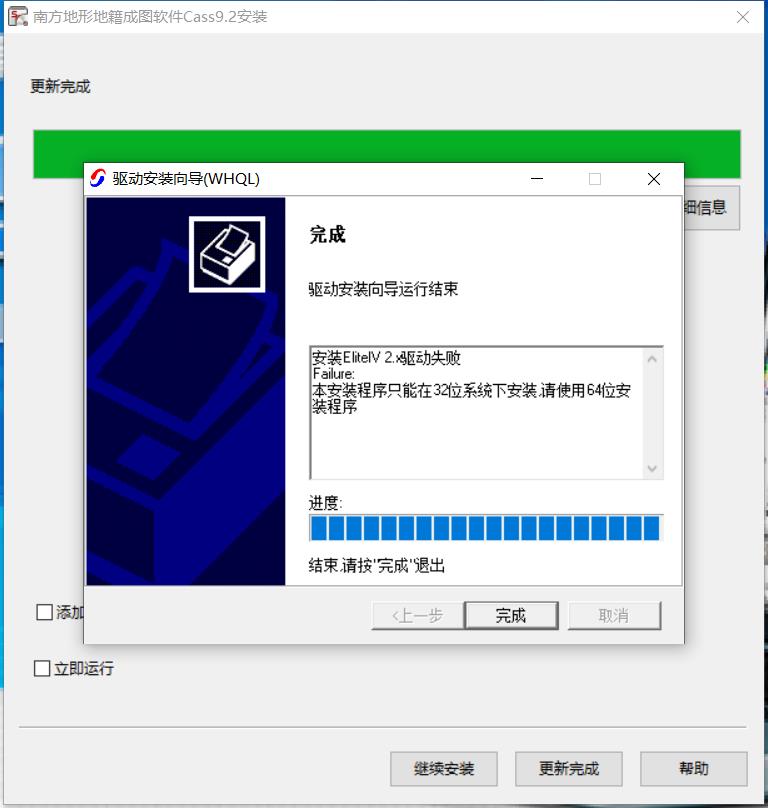 南方地形地籍成图软件Cass9.2安装
更新完成
细信息
驱动安装向导(WHQL)
完成
驱动安装向导运行结束
安装EliteIV 2.x驱动失败
Failure:
本安装程序只能在32位系统下安装,请使用64位安
装程序
进度:
结束,请按"完成"退出
<上一步
完成
取消
添加
立即运行
继续安装
更新完成
帮助